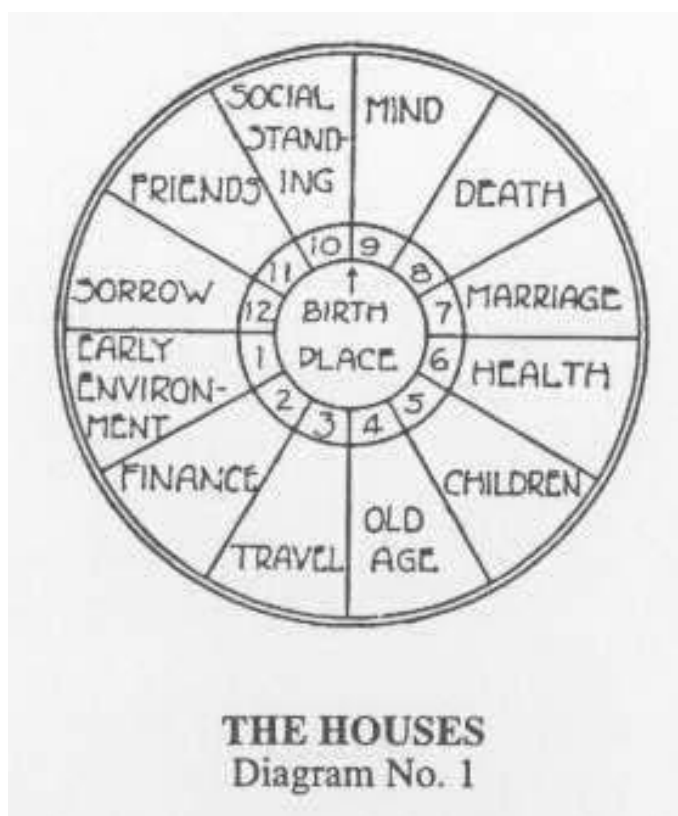 SOCIAL
STAND-
ING
MIND
DEATH
MARRIAGE
HEALTH
CHILDREN
OLD
AGE
TRAVEL
FINANCE
EARLY
ENVIRON-
MENT
SORROW
FRIENDS
10
9
8
7
6
5
4
3
2
1
12
11
BIRTH
PLACE
THE HOUSES
Diagram No. 1